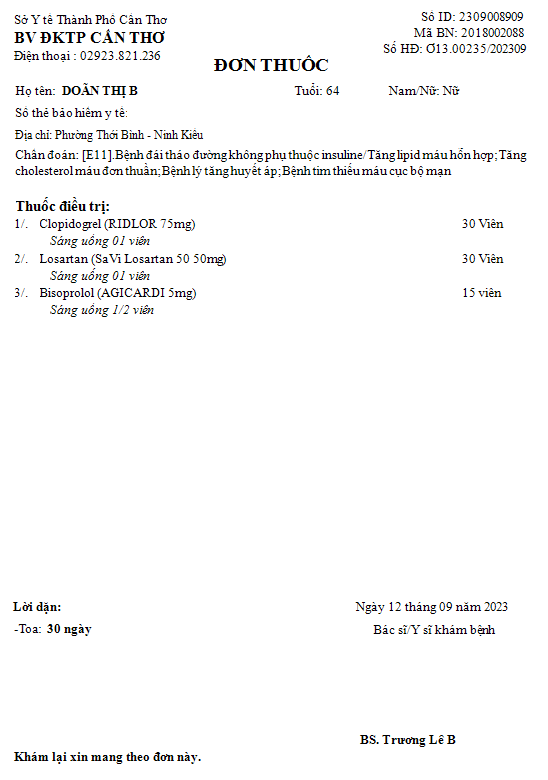 Sở Y tế Thành Phố Cần Thơ
BV ĐKTP CẦN THƠ
Điện thoại : 02923.821.236
Số ID: 2309008909
Mã BN: 2018002088
Số HĐ: Ơ13.00235/202309
ĐƠN THUỐC
Họ tên: DOÃN THỊ B Tuổi: 64 Nam/Nữ: Nữ
Số thẻ bảo hiểm y tế:
Địa chỉ: Phường Thới Bình - Ninh Kiều
Chẩn đoán: [E11].Bệnh đái tháo đường không phụ thuộc insuline/Tăng lipid máu hỗn hợp;Tăng
cholesterol máu đơn thuần;Bệnh lý tăng huyết áp;Bệnh tim thiếu máu cục bộ mạn
Thuốc điều trị:
1/. Clopidogrel (RIDLOR 75mg) 30 Viên
Sáng uống 01 viên
2/. Losartan (SaVi Losartan 50 50mg) 30 Viên
Sáng uống 01 viên
3/. Bisoprolol (AGICARDI 5mg) 15 viên
Sáng uống 1/2 viên
Lời dặn:
-Toa: 30 ngày
Ngày 12 tháng 09 năm 2023
Bác sĩ/Y sĩ khám bệnh
BS. Trương Lê B
Khám lại xin mang theo đơn này.